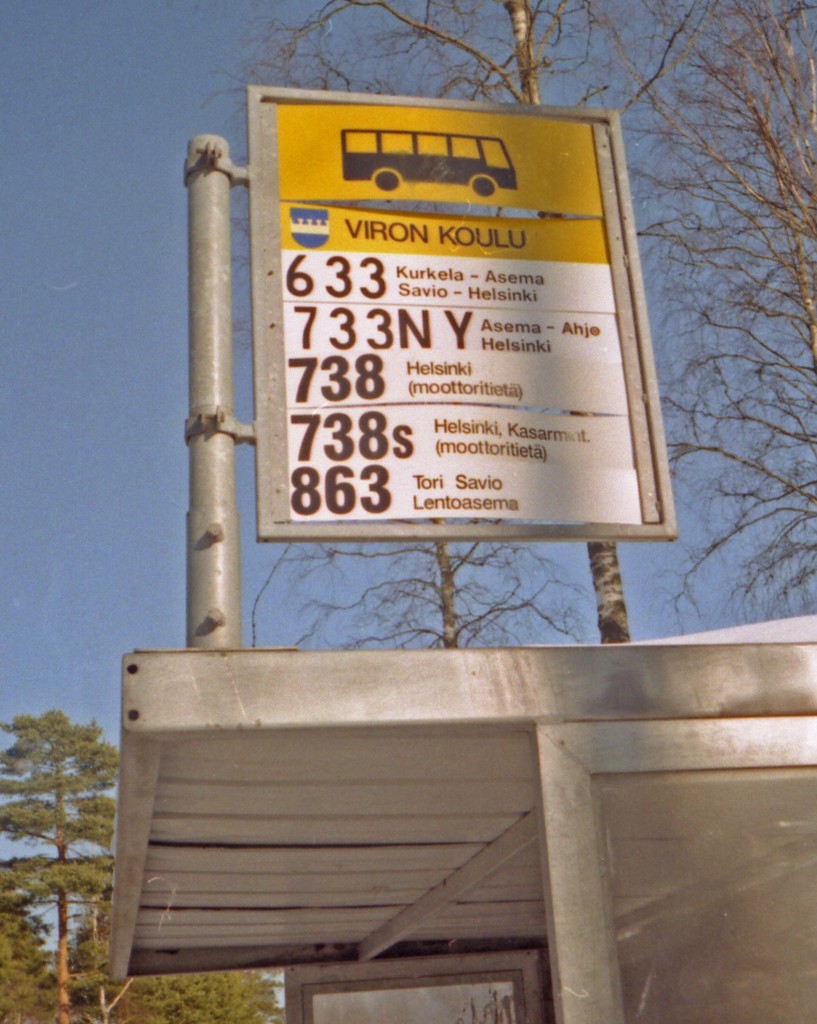 VIRON KOULU
633 Kurkela - Asema
Savio - Helsinki
733NY Asema - Ahjo
Helsinki
738 Helsinki
(moottoritietä)
738s Helsinki, Kasarmint.
(moottoritietä)
863 Tori Savio
Lentoasema